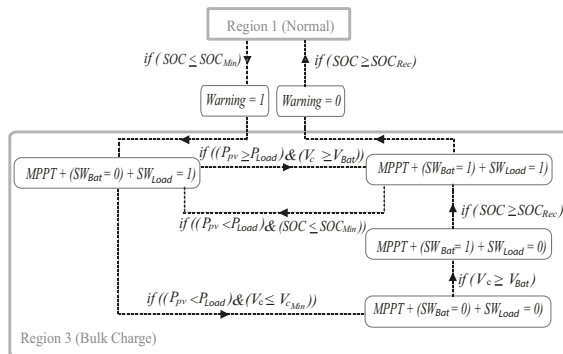 Region 1 (Normal)
if (SOC ≤ SOC_Min)
if (SOC ≥ SOC_Rec)
Warning = 1
Warning = 0
if ((P_pv ≥ P_Load) & (V_c ≥ V_Bat))
MPPT + (SW_Bat = 0) + SW_Load = 1)
MPPT + (SW_Bat = 1) + SW_Load = 1)
if ((P_pv < P_Load) & (SOC ≤ SOC_Min))
if (SOC ≥ SOC_Rec)
MPPT + (SW_Bat = 1) + SW_Load = 0)
if (V_c ≥ V_Bat)
if ((P_pv < P_Load) & (V_c ≤ V_c_Min))
MPPT + (SW_Bat = 0) + SW_Load = 0)
Region 3 (Bulk Charge)